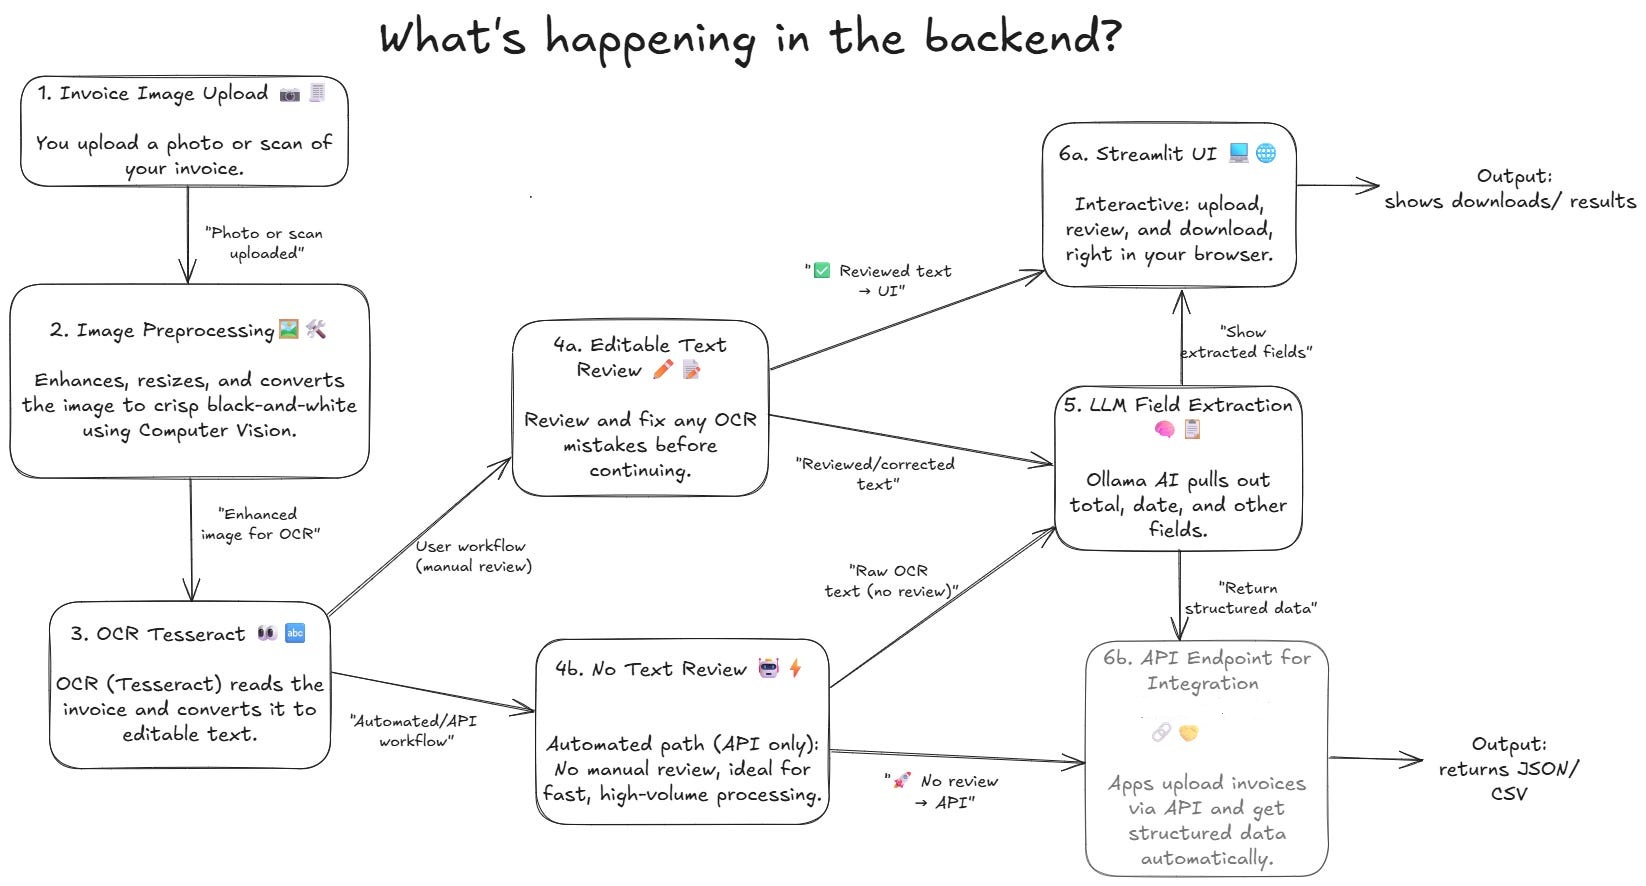 What's happening in the backend?
1. Invoice Image Upload 📷 🧾
You upload a photo or scan of
your invoice.
"Photo or scan
uploaded"
2. Image Preprocessing 🖼️ 🛠️
Enhances, resizes, and converts
the image to crisp black-and-white
using Computer Vision.
"Enhanced
image for OCR"
3. OCR Tesseract 👀 🔤
OCR (Tesseract) reads the
invoice and converts it to
editable text.
User workflow
(manual review)
"Automated/API
workflow"
4a. Editable Text
Review ✏️ 📝
Review and fix any OCR
mistakes before
continuing.
"✅ Reviewed text
→ UI"
"Reviewed/corrected
text"
4b. No Text Review 🤖 ⚡
Automated path (API only):
No manual review, ideal for
fast, high-volume processing.
"Raw OCR
text (no review)"
"🚀 No review
→ API"
5. LLM Field Extraction
🧠 📋
Ollama AI pulls out
total, date, and other
fields.
"Show
extracted fields"
"Return
structured data"
6a. Streamlit UI 💻 🌐
Interactive: upload,
review, and download,
right in your browser.
Output:
shows downloads/ results
6b. API Endpoint for
Integration
🔗 🤝
Apps upload invoices
via API and get
structured data
automatically.
Output:
returns JSON/
CSV